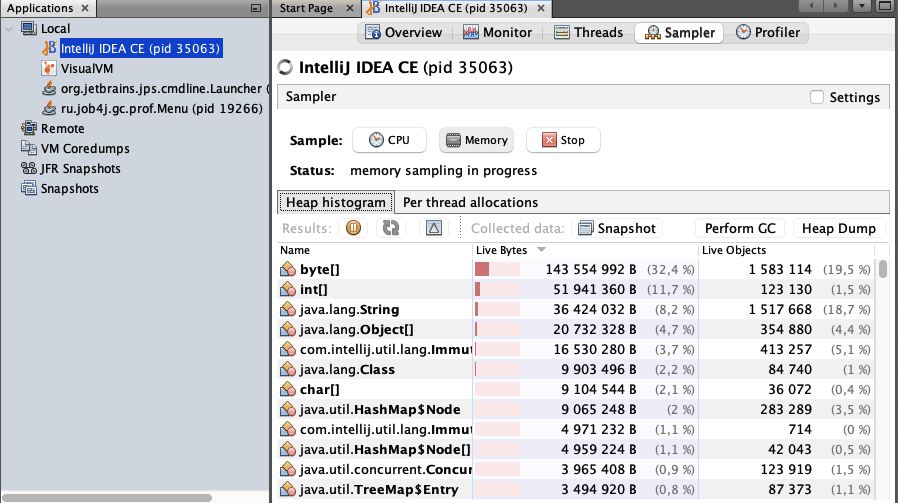 Applications
Start Page
IntelliJ IDEA CE (pid 35063)
Local
IntelliJ IDEA CE (pid 35063)
VisualVM
org.jetbrains.jps.cmdline.Launcher (
ru.job4j.gc.prof.Menu (pid 19266)
Remote
VM Coredumps
JFR Snapshots
Snapshots
Overview
Monitor
Threads
Sampler
Profiler
IntelliJ IDEA CE (pid 35063)
Sampler
Settings
Sample:
CPU
Memory
Stop
Status:
memory sampling in progress
Heap histogram
Per thread allocations
Results:
Collected data:
Snapshot
Perform GC
Heap Dump
Name Live Bytes Live Objects
byte[] 143 554 992 B (32,4 %) 1 583 114 (19,5 %)
int[] 51 941 360 B (11,7 %) 123 130 (1,5 %)
java.lang.String 36 424 032 B (8,2 %) 1 517 668 (18,7 %)
java.lang.Object[] 20 732 328 B (4,7 %) 354 880 (4,4 %)
com.intellij.util.lang.Immut 16 530 280 B (3,7 %) 413 257 (5,1 %)
java.lang.Class 9 903 496 B (2,2 %) 84 740 (1 %)
char[] 9 104 544 B (2,1 %) 36 072 (0,4 %)
java.util.HashMap$Node 9 065 248 B (2 %) 283 289 (3,5 %)
com.intellij.util.lang.Immut 4 971 232 B (1,1 %) 714 (0 %)
java.util.HashMap$Node[] 4 959 224 B (1,1 %) 42 043 (0,5 %)
java.util.concurrent.Concur 3 965 408 B (0,9 %) 123 919 (1,5 %)
java.util.TreeMap$Entry 3 494 920 B (0,8 %) 87 373 (1,1 %)